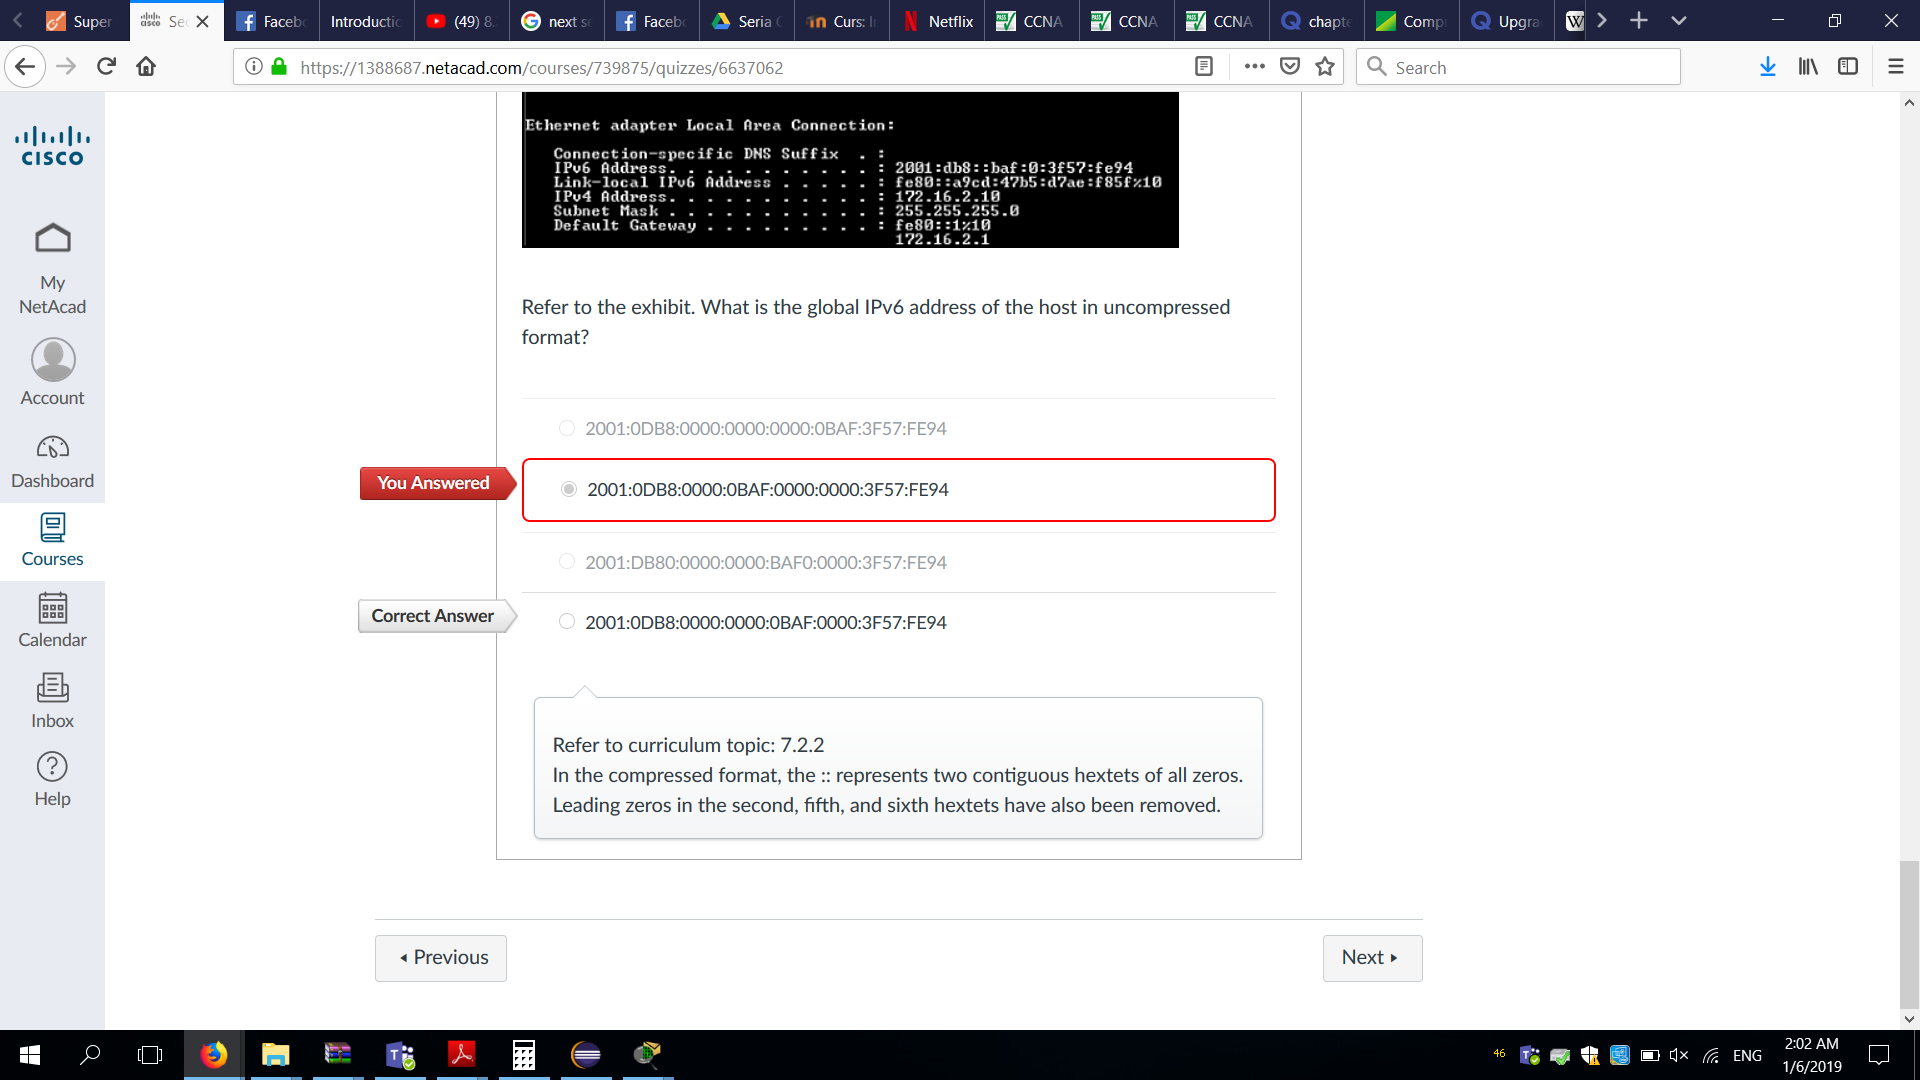 Super
Sec
Facebo
Introductio
(49) 8.
next se
Faceb
Seria
Curs: I
Netflix
CCNA
CCNA
CCNA
chapte
Comp
Upgra
W
https://1388687.netacad.com/courses/739875/quizzes/6637062
Search
CISCO
My
NetAcad
Account
Dashboard
Courses
Calendar
Inbox
Help
Ethernet adapter Local Area Connection:
Connection-specific DNS Suffix . :
IPv6 Address. . . . . . . . . . . : 2001:db8::baf:0:3f57:fe94
Link-local IPv6 Address . . . . . : fe80::a9cd:47b5:d7ae:f85f%10
IPv4 Address. . . . . . . . . . . : 172.16.2.10
Subnet Mask . . . . . . . . . . . : 255.255.255.0
Default Gateway . . . . . . . . . : fe80::1%10
172.16.2.1
Refer to the exhibit. What is the global IPv6 address of the host in uncompressed
format?
2001:0DB8:0000:0000:0000:0BAF:3F57:FE94
You Answered
2001:0DB8:0000:0BAF:0000:0000:3F57:FE94
2001:DB80:0000:0000:BAF0:0000:3F57:FE94
Correct Answer
2001:0DB8:0000:0000:0BAF:0000:3F57:FE94
Refer to curriculum topic: 7.2.2
In the compressed format, the :: represents two contiguous hextets of all zeros.
Leading zeros in the second, fifth, and sixth hextets have also been removed.
Previous
Next
46
ENG
2:02 AM
1/6/2019